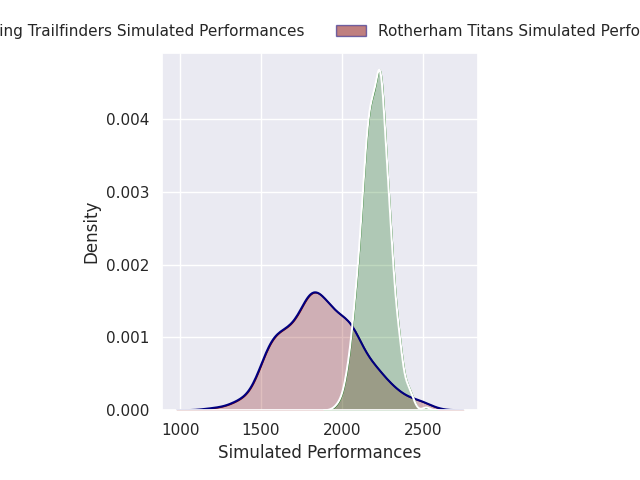 ing Trailfinders Simulated Performances
Rotherham Titans Simulated Perfo
0.004
0.003
0.002
0.001
0.000
Density
1000 1500 2000 2500
Simulated Performances